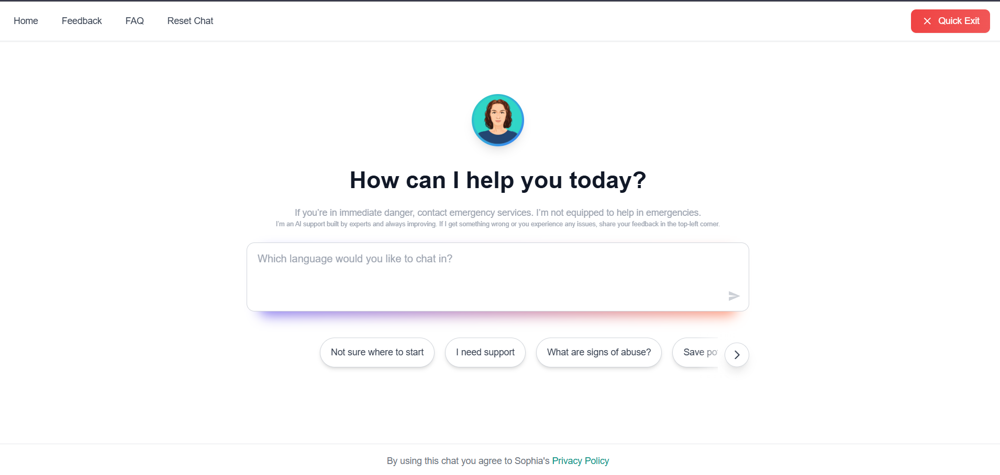 Home Feedback FAQ Reset Chat Quick Exit
How can I help you today?
If you’re in immediate danger, contact emergency services. I’m not equipped to help in emergencies.
I’m an AI support built by experts and always improving. If I get something wrong or you experience any issues, share your feedback in the top-left corner.
Which language would you like to chat in?
Not sure where to start I need support What are signs of abuse? Save
By using this chat you agree to Sophia's Privacy Policy